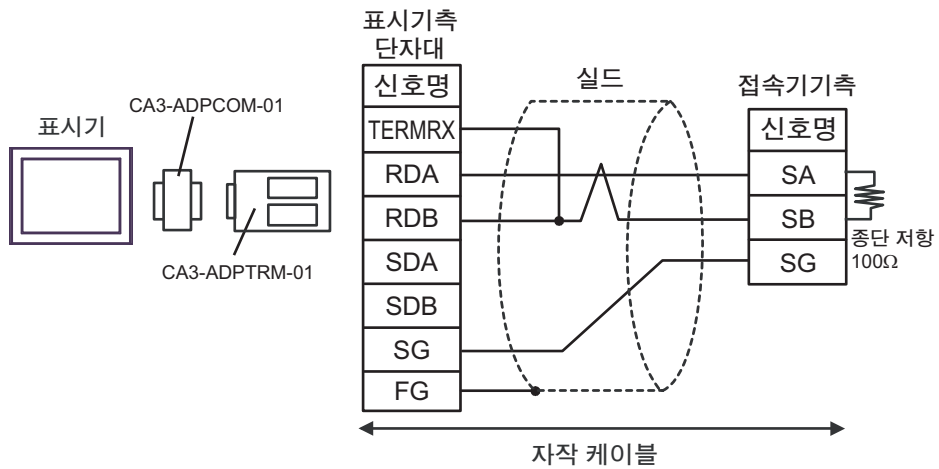 표시기측
단자대
신호명
TERMRX
RDA
RDB
SDA
SDB
SG
FG
실드
접속기기측
신호명
SA
SB
SG
종단 저항
100Ω
CA3-ADPCOM-01
표시기
CA3-ADPTRM-01
자작 케이블